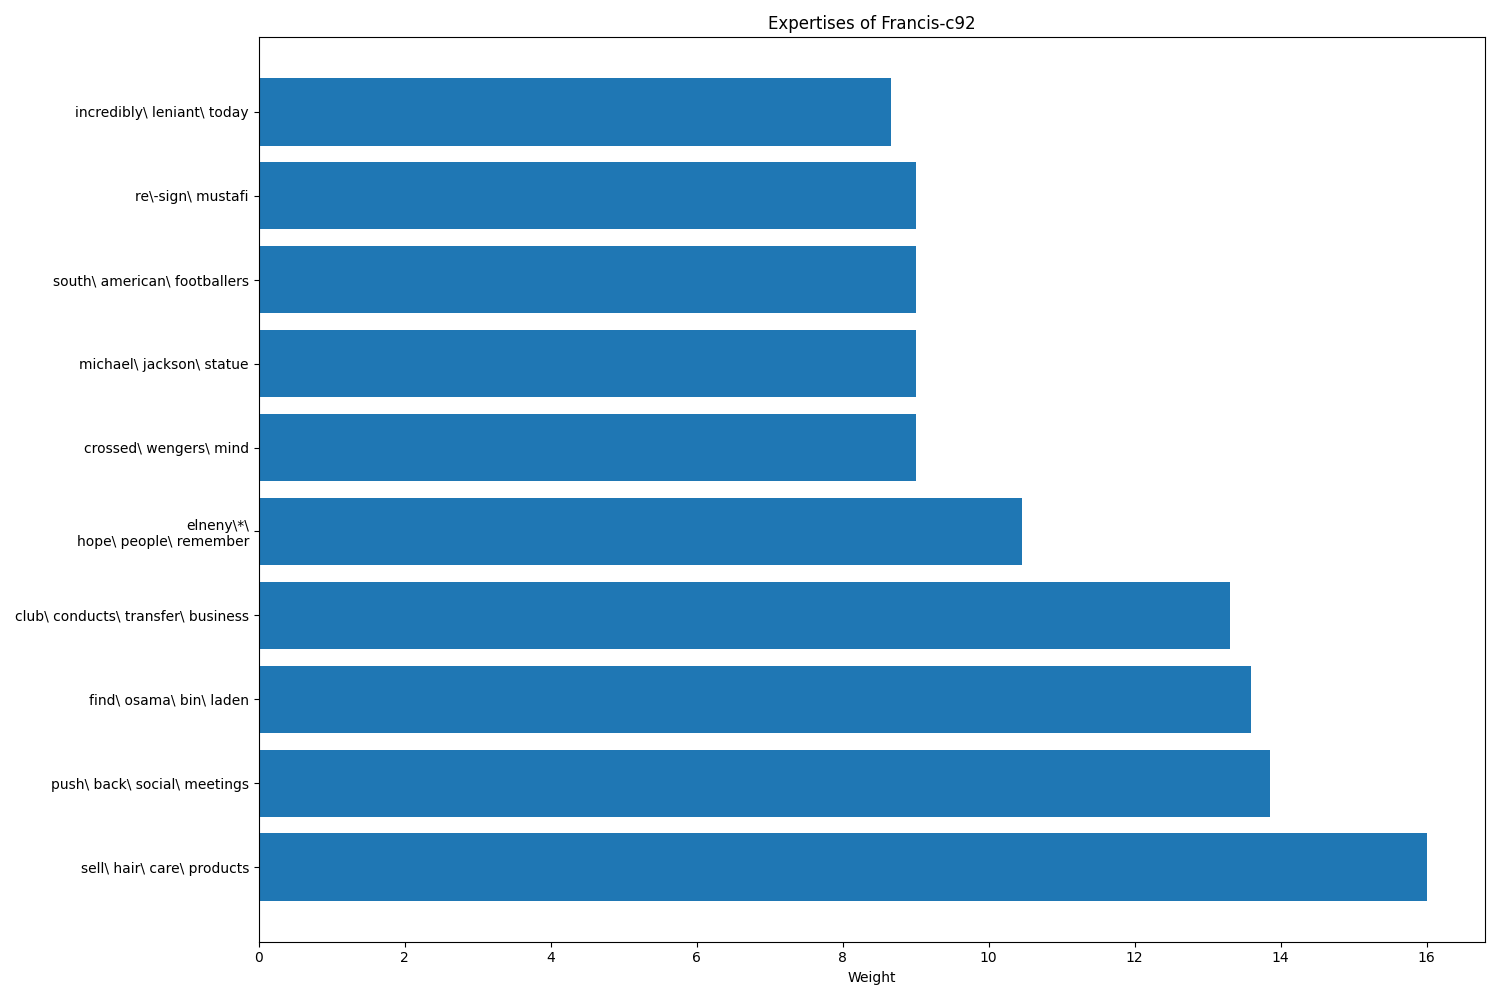 Expertises of Francis-c92
incredibly\ leniant\ today
re\-sign\ mustafi
south\ american\ footballers
michael\ jackson\ statue
crossed\ wengers\ mind
elneny\*\
hope\ people\ remember
club\ conducts\ transfer\ business
find\ osama\ bin\ laden
push\ back\ social\ meetings
sell\ hair\ care\ products
0 2 4 6 8 10 12 14 16
Weight